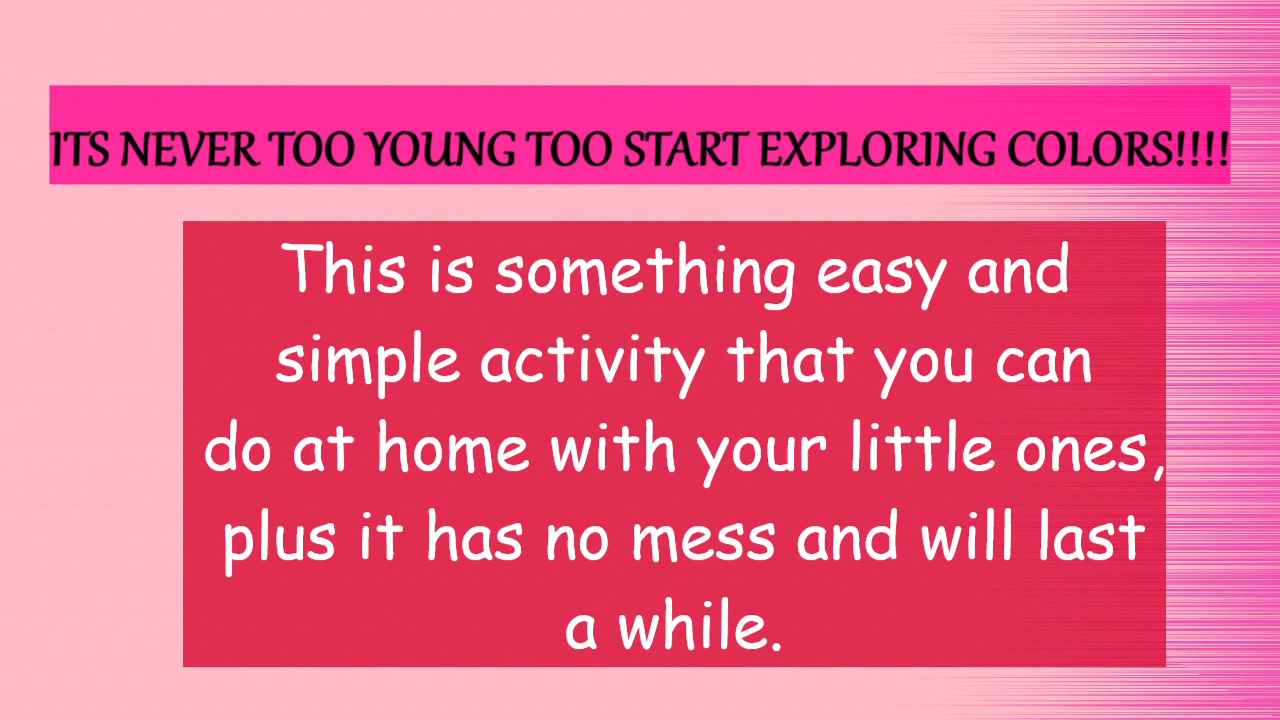 ITS NEVER TOO YOUNG TOO START EXPLORING COLORS!!!!
This is something easy and
simple activity that you can
do at home with your little ones,
plus it has no mess and will last
a while.